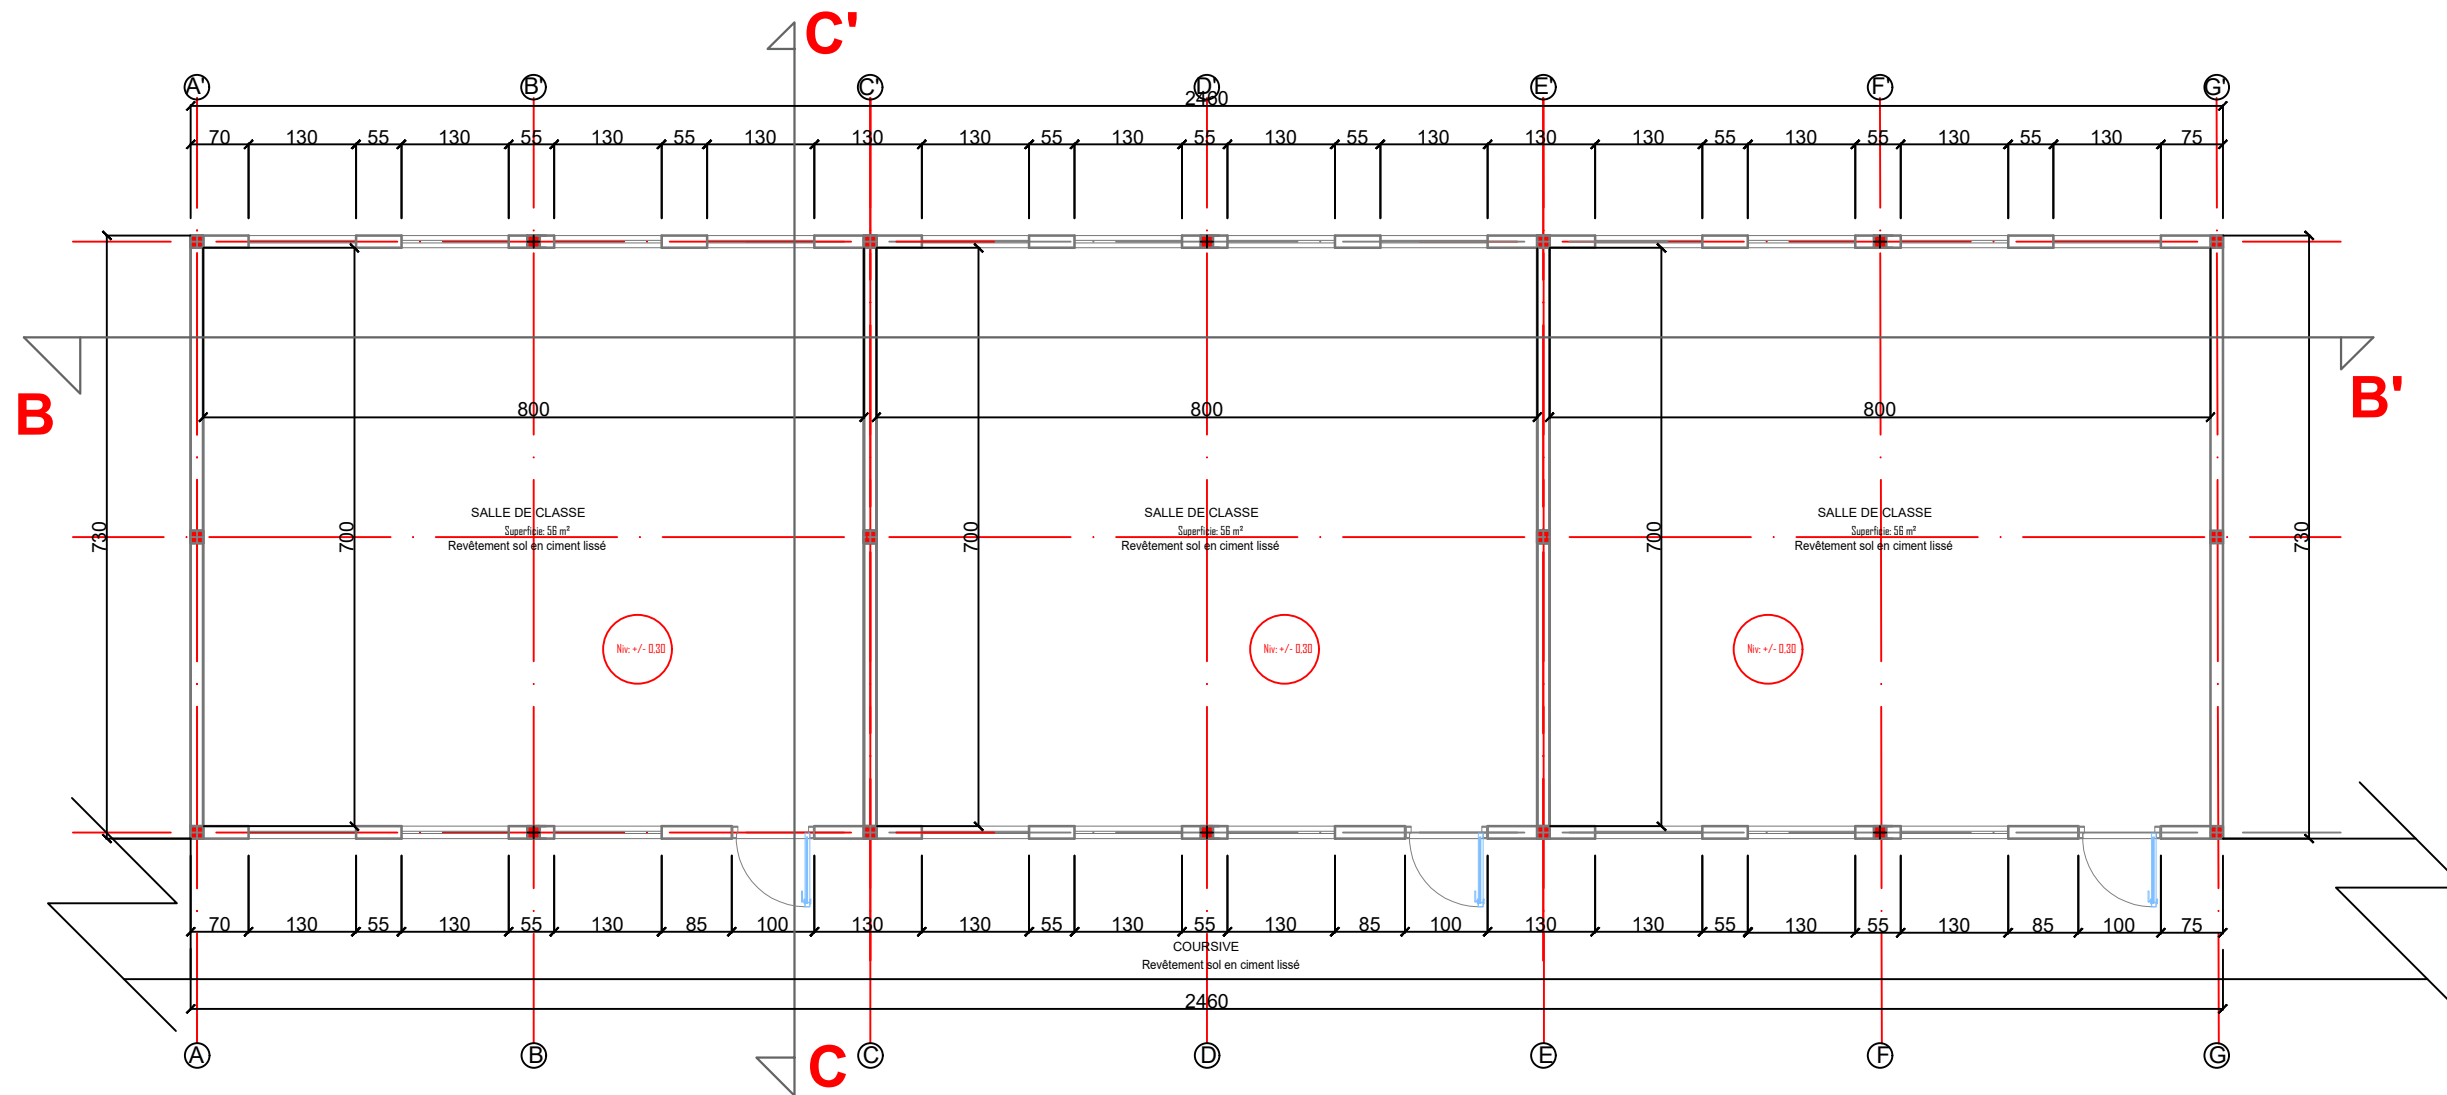 C'
A' B' C' D' E' F' G'
2460
70 130 55 130 55 130 55 130 130 130 55 130 55 130 55 130 130 130 55 130 55 130 55 130 75
B B'
800 800 800
730 700 700 700 730
SALLE DE CLASSE
Superficie: 56 m²
Revêtement sol en ciment lissé
SALLE DE CLASSE
Superficie: 56 m²
Revêtement sol en ciment lissé
SALLE DE CLASSE
Superficie: 56 m²
Revêtement sol en ciment lissé
Niv: +/- 0.30
Niv: +/- 0.30
Niv: +/- 0.30
70 130 55 130 55 130 85 100 130 130 55 130 55 130 85 100 130 130 55 130 55 130 85 100 75
COURSIVE
Revêtement sol en ciment lissé
2460
A B C D E F G
C